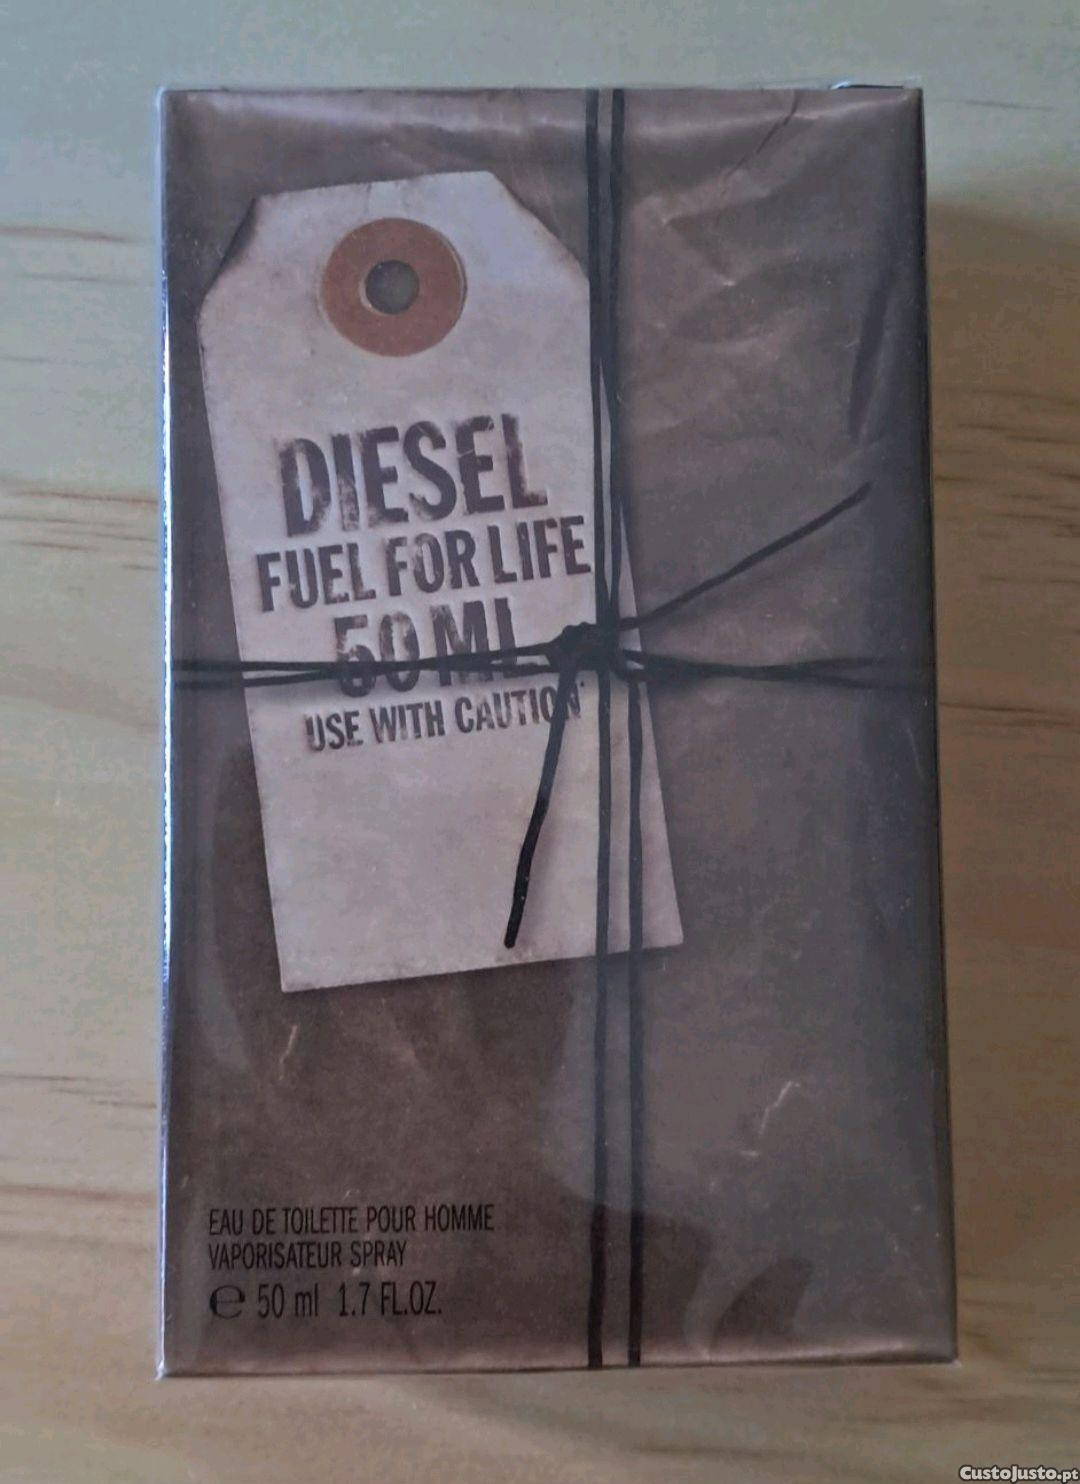 DIESEL
FUEL FOR LIFE
50 ML
USE WITH CAUTION
EAU DE TOILETTE POUR HOMME
VAPORISATEUR SPRAY
℮ 50 ml 1.7 FL.OZ.
CustoJusto.pt